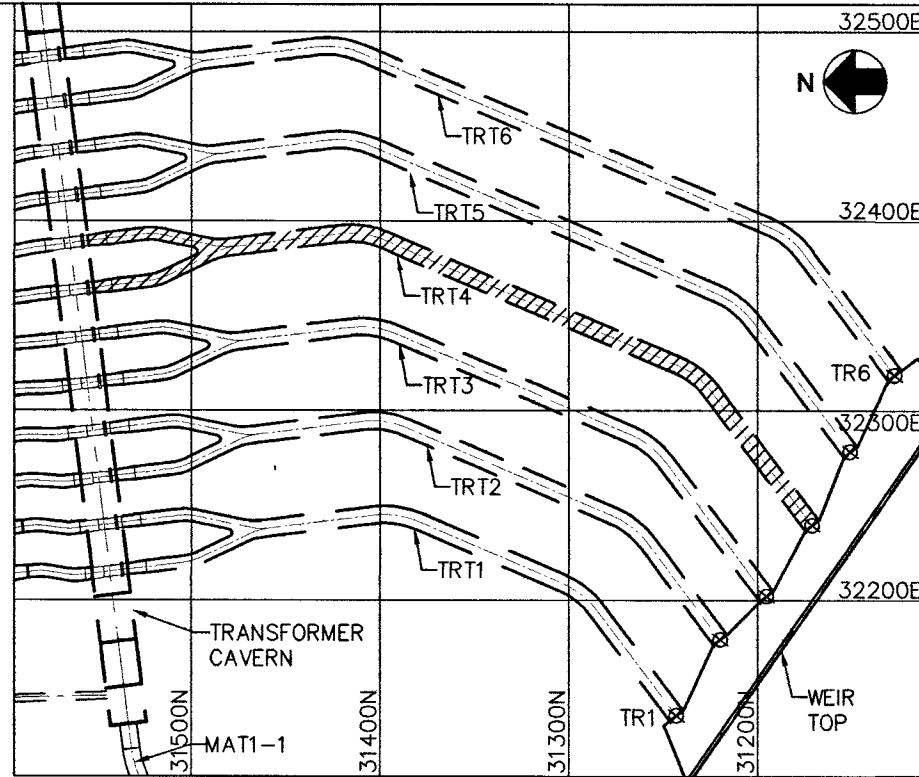 32500E
N
TRT6
TRT5
32400E
TRT4
TRT3
TR6
32300E
TRT2
TRT1
32200E
TRANSFORMER
CAVERN
31500N
31400N
31300N
31200N
WEIR
TOP
TR1
MAT1-1